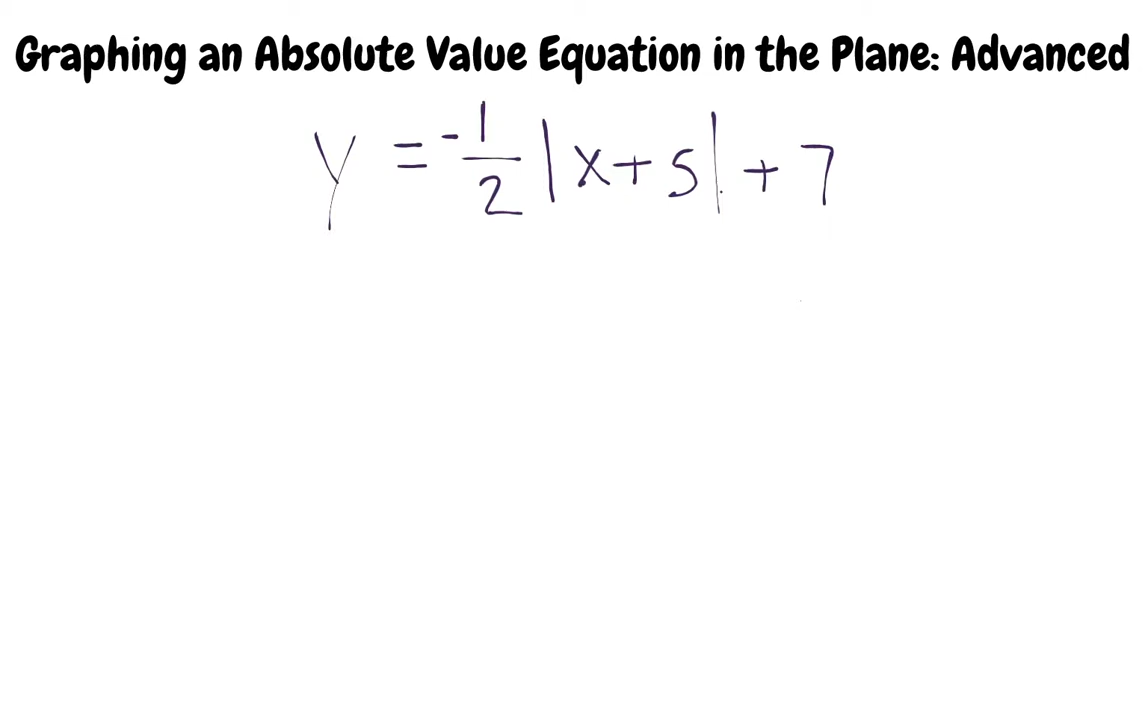 Graphing an Absolute Value Equation in the Plane: Advanced
y = -1/2 |x+5| + 7